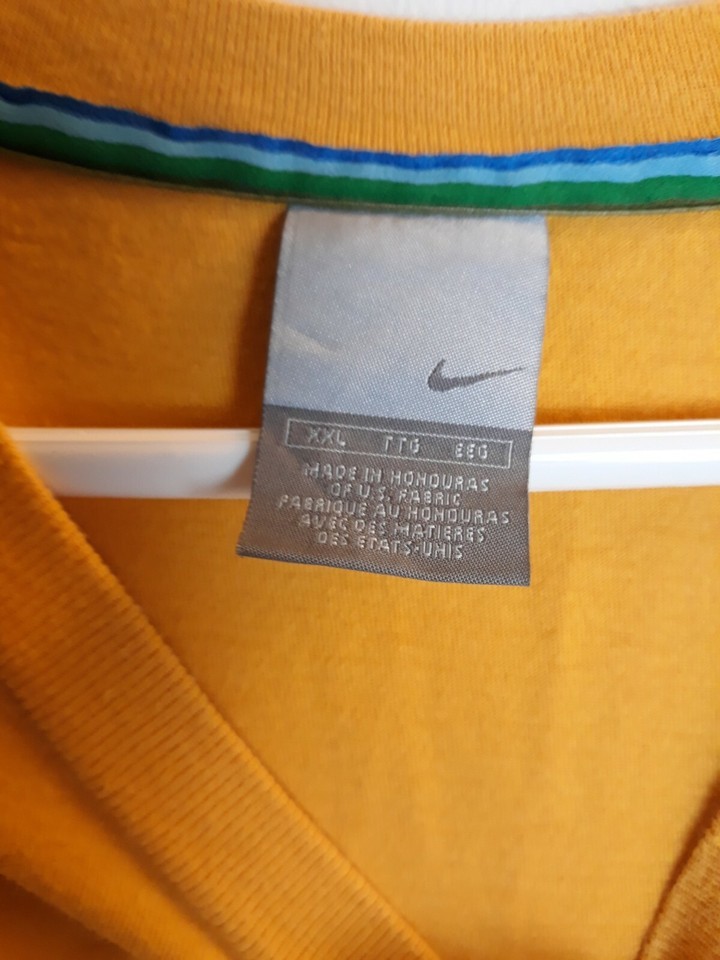 XXL TTG EEG
MADE IN HONDURAS
OF U.S. FABRIC
FABRIQUE AU HONDURAS
AVEC DES MATIERES
DES ETATS-UNIS